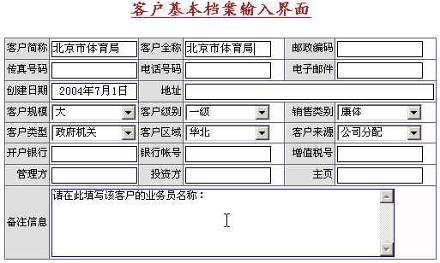 客户基本档案输入界面
客户简称 北京市体育局 客户全称 北京市体育局 邮政编码
传真号码 电话号码 电子邮件
创建日期 2004年7月1日 地址
客户规模 大 客户级别 一级 销售类别 康体
客户类型 政府机关 客户区域 华北 客户来源 公司分配
开户银行 银行帐号 增值税号
管理方 投资方 主页
备注信息 请在此填写该客户的业务员名称：